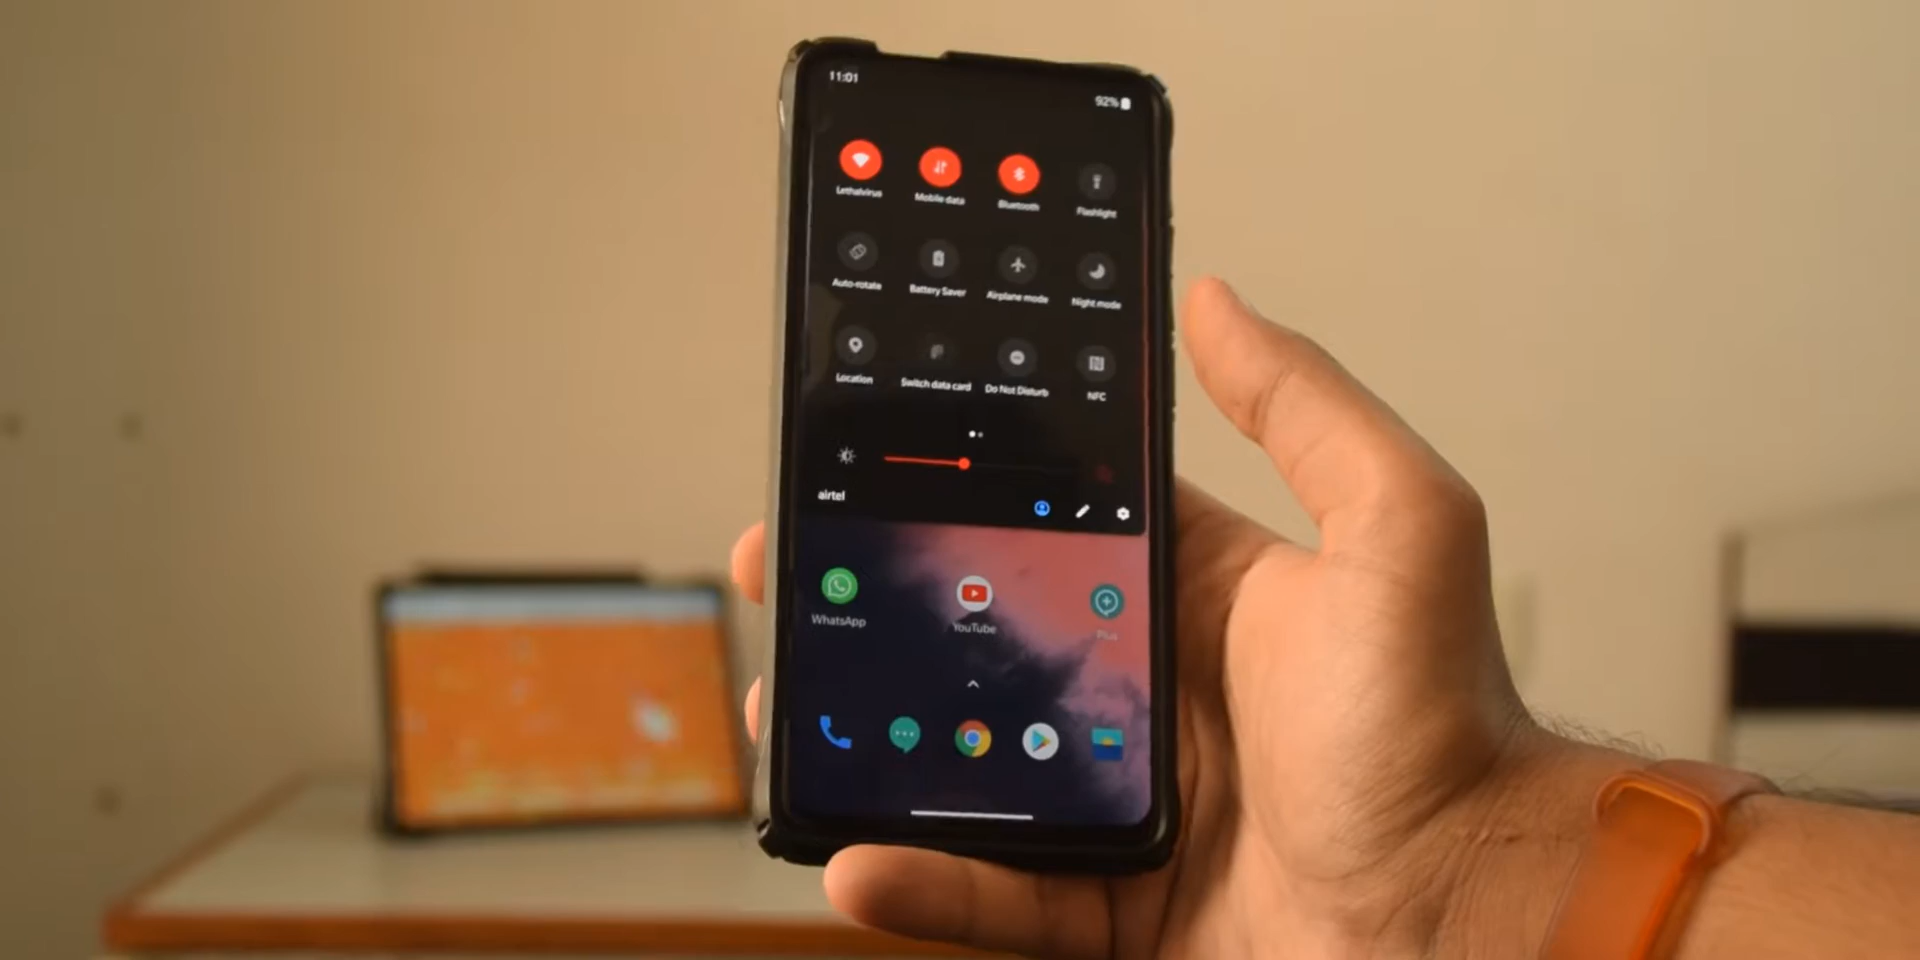 11:01
92%
Lethalvirus Mobile data Bluetooth Flashlight
Auto-rotate Battery Saver Airplane mode Night mode
Location Switch data card Do Not Disturb NFC
airtel
WhatsApp YouTube Plus